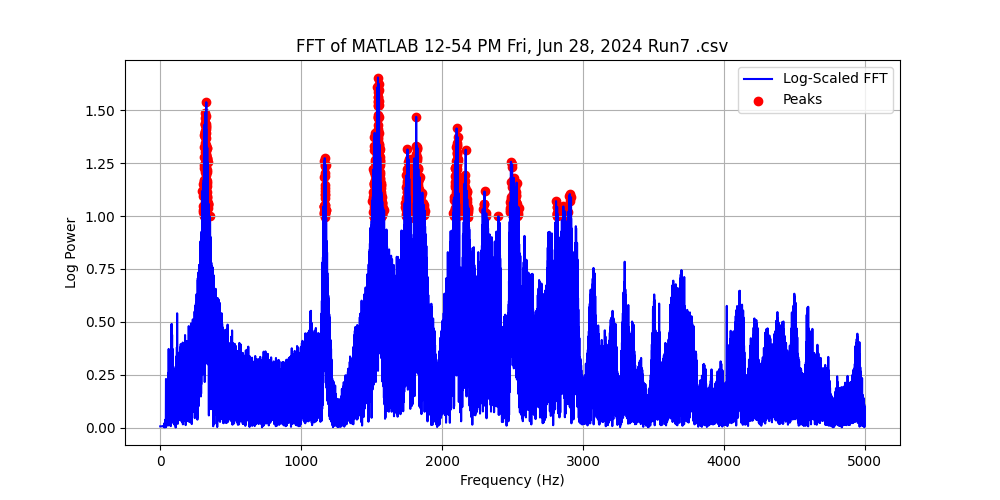 FFT of MATLAB 12-54 PM Fri, Jun 28, 2024 Run7 .csv
Log-Scaled FFT
Peaks
Log Power
1.50
1.25
1.00
0.75
0.50
0.25
0.00
0 1000 2000 3000 4000 5000
Frequency (Hz)